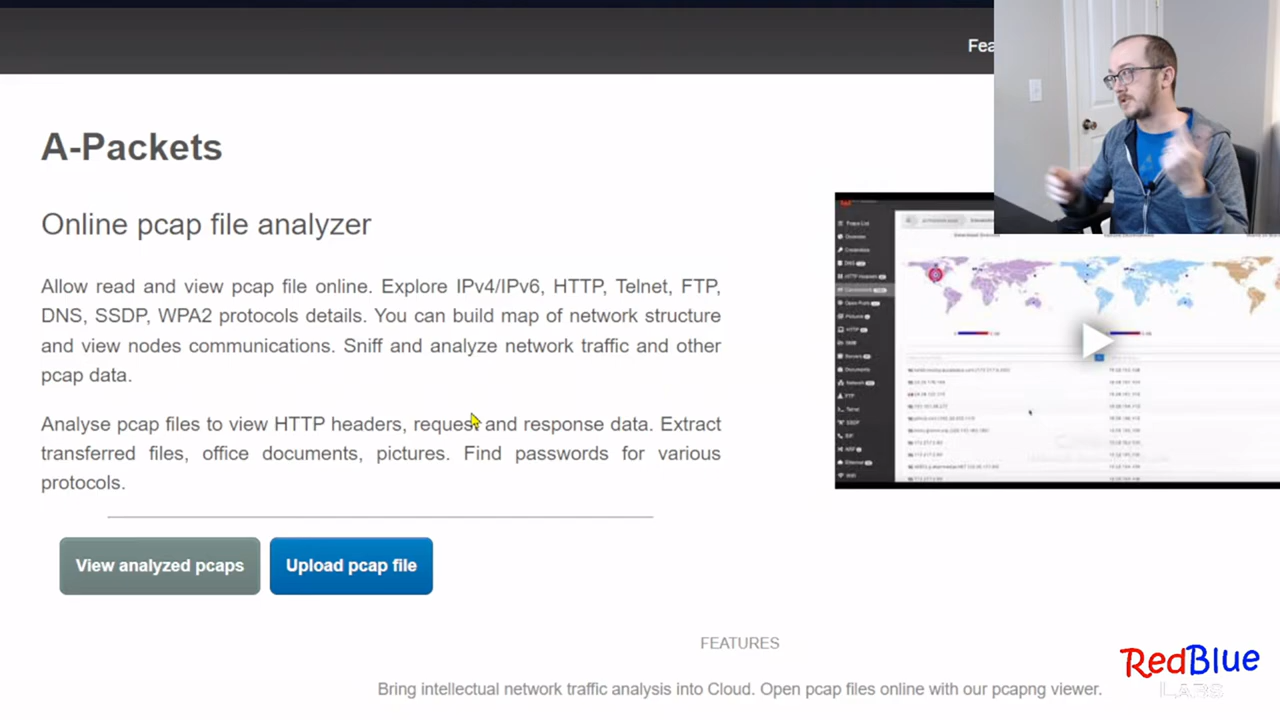 Fea
A-Packets
Online pcap file analyzer
Allow read and view pcap file online. Explore IPv4/IPv6, HTTP, Telnet, FTP,
DNS, SSDP, WPA2 protocols details. You can build map of network structure
and view nodes communications. Sniff and analyze network traffic and other
pcap data.
Analyse pcap files to view HTTP headers, request and response data. Extract
transferred files, office documents, pictures. Find passwords for various
protocols.
View analyzed pcaps
Upload pcap file
FEATURES
Bring intellectual network traffic analysis into Cloud. Open pcap files online with our pcapng viewer.
RedBlue
LABS